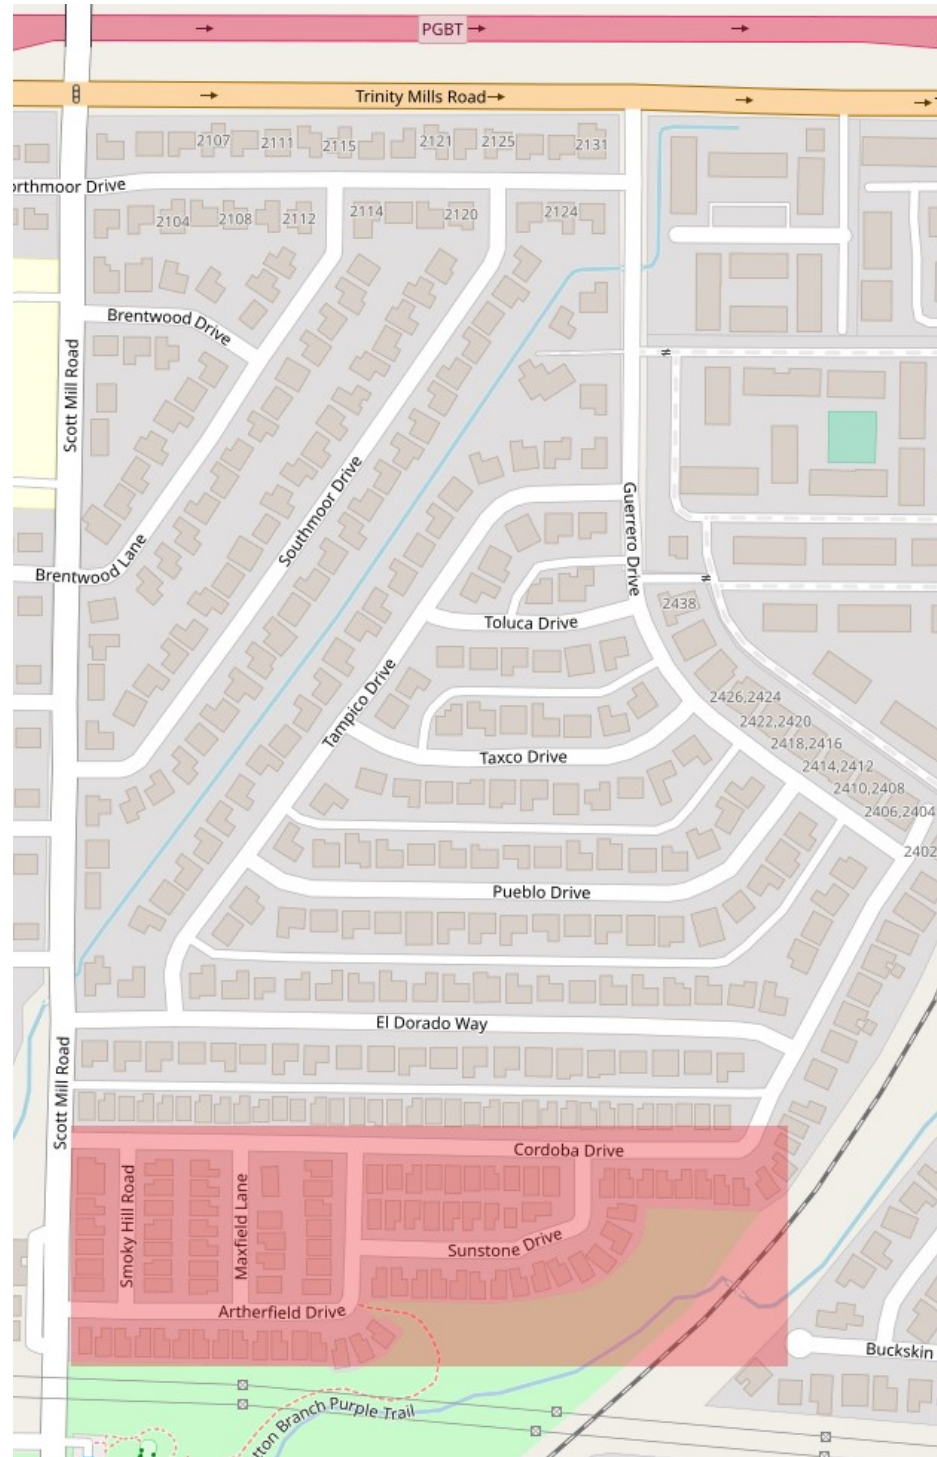 PGBT
Trinity Mills Road
2107
2111
2115
2121
2125
2131
orthmoor Drive
2104
2108
2112
2114
2120
2124
Brentwood Drive
Scott Mill Road
Southmoor Drive
Guerrero Drive
Brentwood Lane
2438
Toluca Drive
Tampico Drive
2426,2424
2422,2420
2418,2416
2414,2412
2410,2408
2406,2404
2402
Taxco Drive
Pueblo Drive
El Dorado Way
Scott Mill Road
Cordoba Drive
Smoky Hill Road
Maxfield Lane
Sunstone Drive
Artherfield Drive
Buckskin
tton Branch Purple Trail